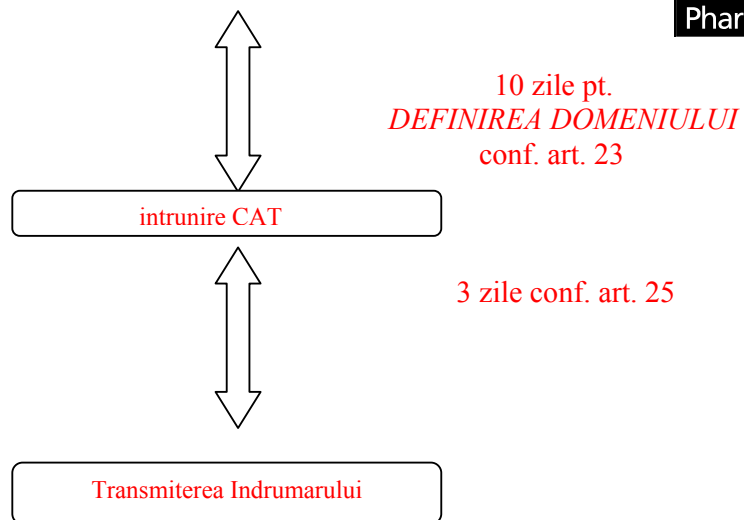 Phar
10 zile pt.
DEFINIREA DOMENIULUI
conf. art. 23
intrunire CAT
3 zile conf. art. 25
Transmiterea Indrumarului